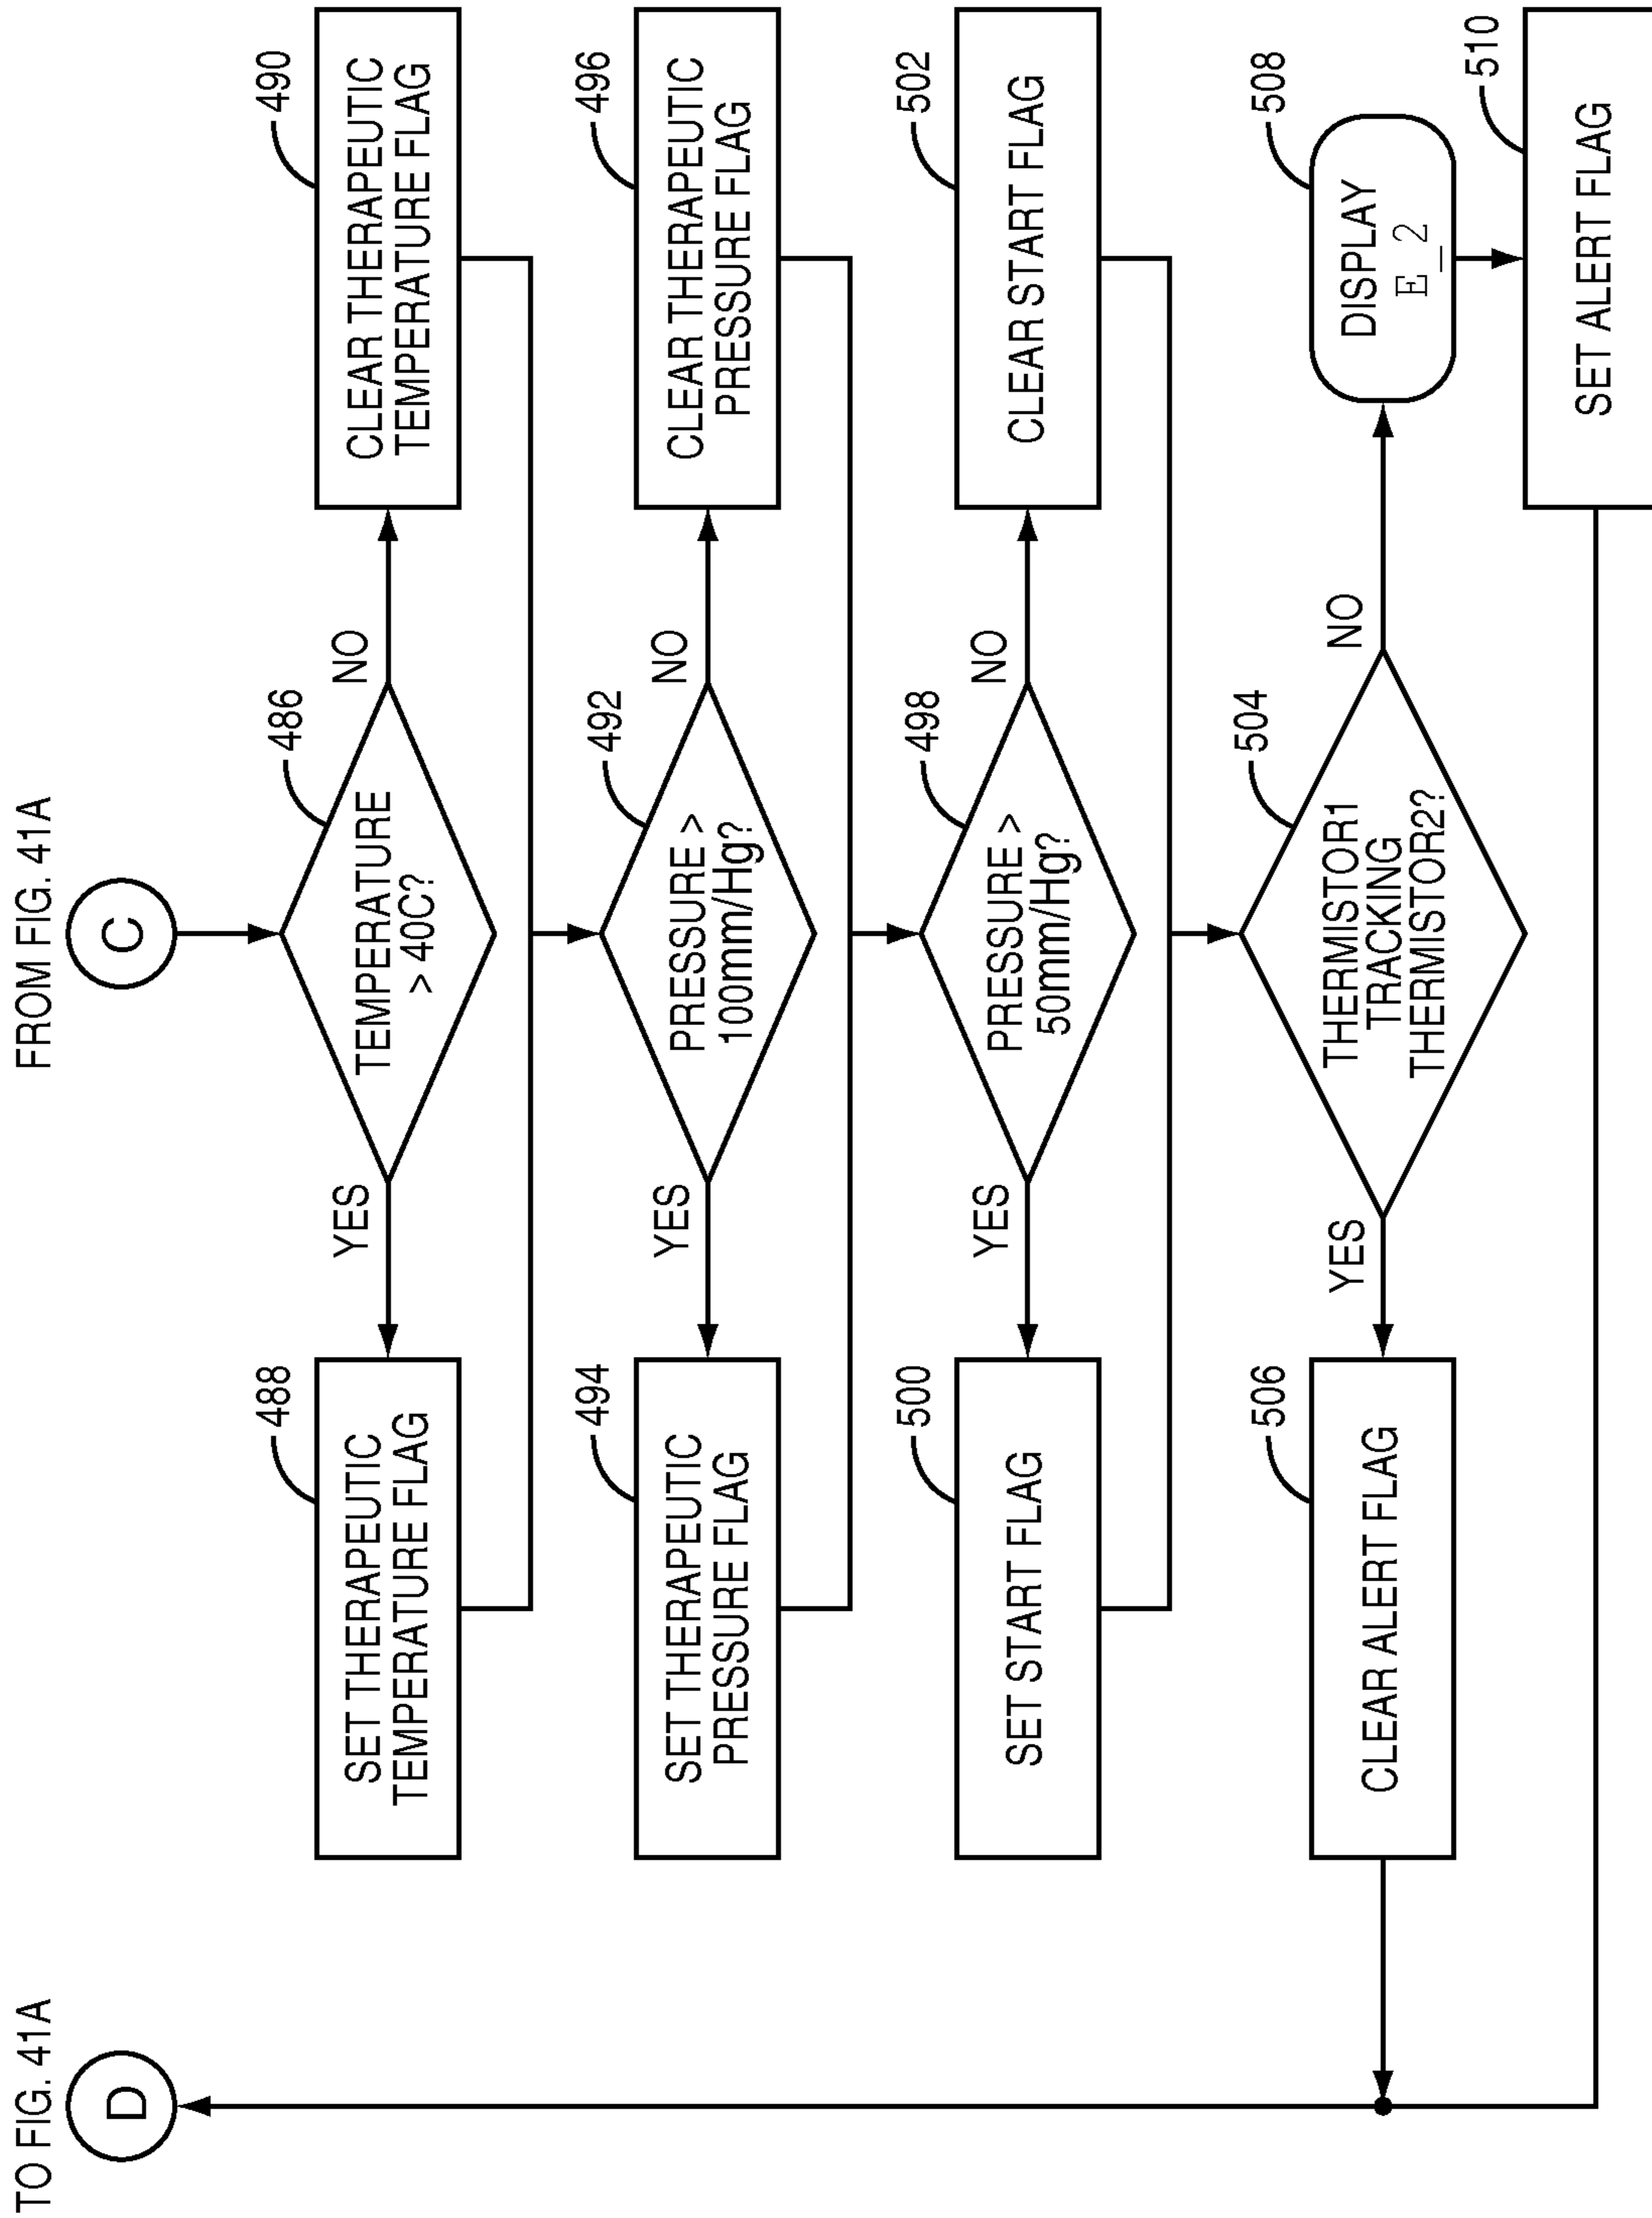 TO FIG. 41A
FROM FIG. 41A
D
C
486
TEMPERATURE
> 40C?
YES
NO
488
SET THERAPEUTIC
TEMPERATURE FLAG
490
CLEAR THERAPEUTIC
TEMPERATURE FLAG
492
PRESSURE >
100mm/Hg?
YES
NO
494
SET THERAPEUTIC
PRESSURE FLAG
496
CLEAR THERAPEUTIC
PRESSURE FLAG
498
PRESSURE >
50mm/Hg?
YES
NO
500
SET START FLAG
502
CLEAR START FLAG
504
THERMISTOR1
TRACKING
THERMISTOR2?
YES
NO
506
CLEAR ALERT FLAG
508
DISPLAY
E_2
510
SET ALERT FLAG